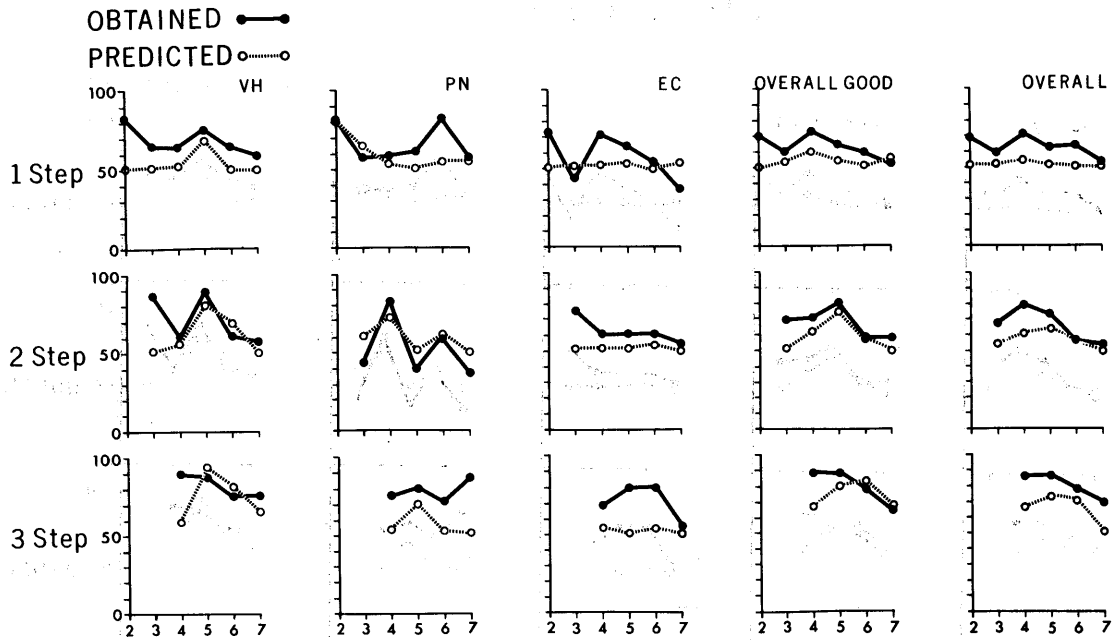 OBTAINED
PREDICTED
VH PN EC OVERALL GOOD OVERALL
100
1 Step 50
0
100
2 Step 50
0
100
3 Step 50
0
2 3 4 5 6 7 2 3 4 5 6 7 2 3 4 5 6 7 2 3 4 5 6 7 2 3 4 5 6 7